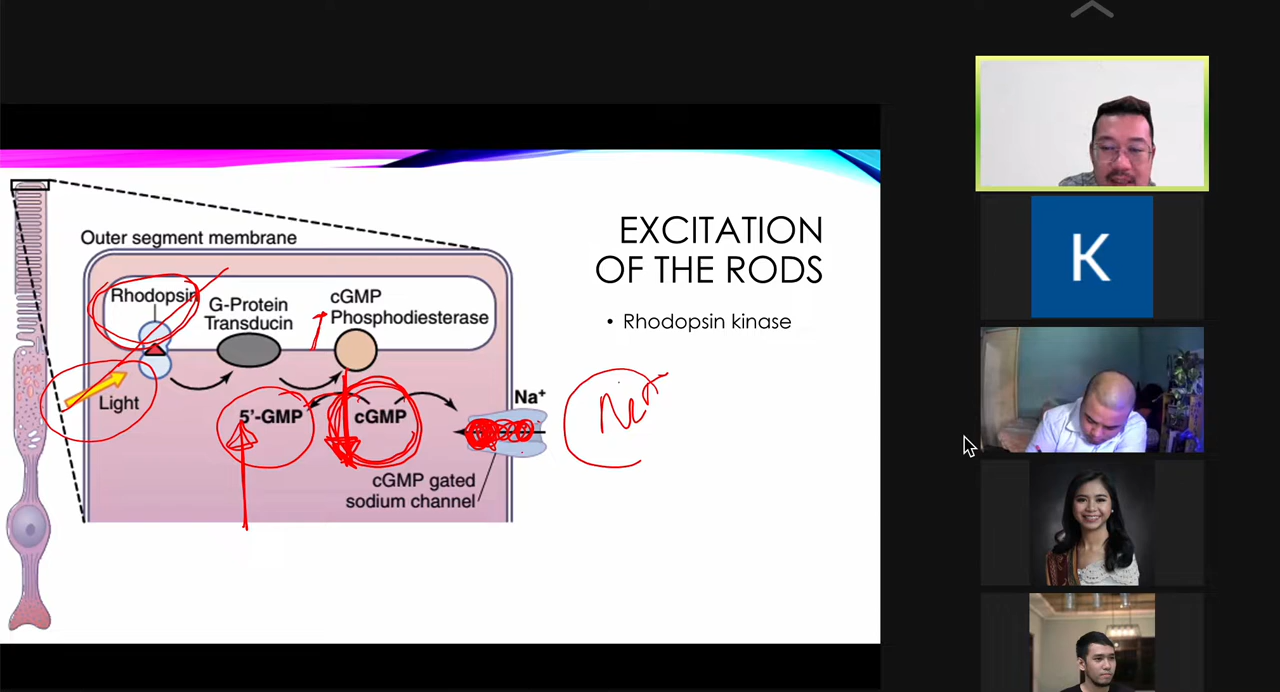 EXCITATION
OF THE RODS
• Rhodopsin kinase
Outer segment membrane
Rhodopsin
G-Protein
Transducin
cGMP
Phosphodiesterase
Light
5'-GMP
cGMP
Na⁺
Na⁺
cGMP gated
sodium channel
K